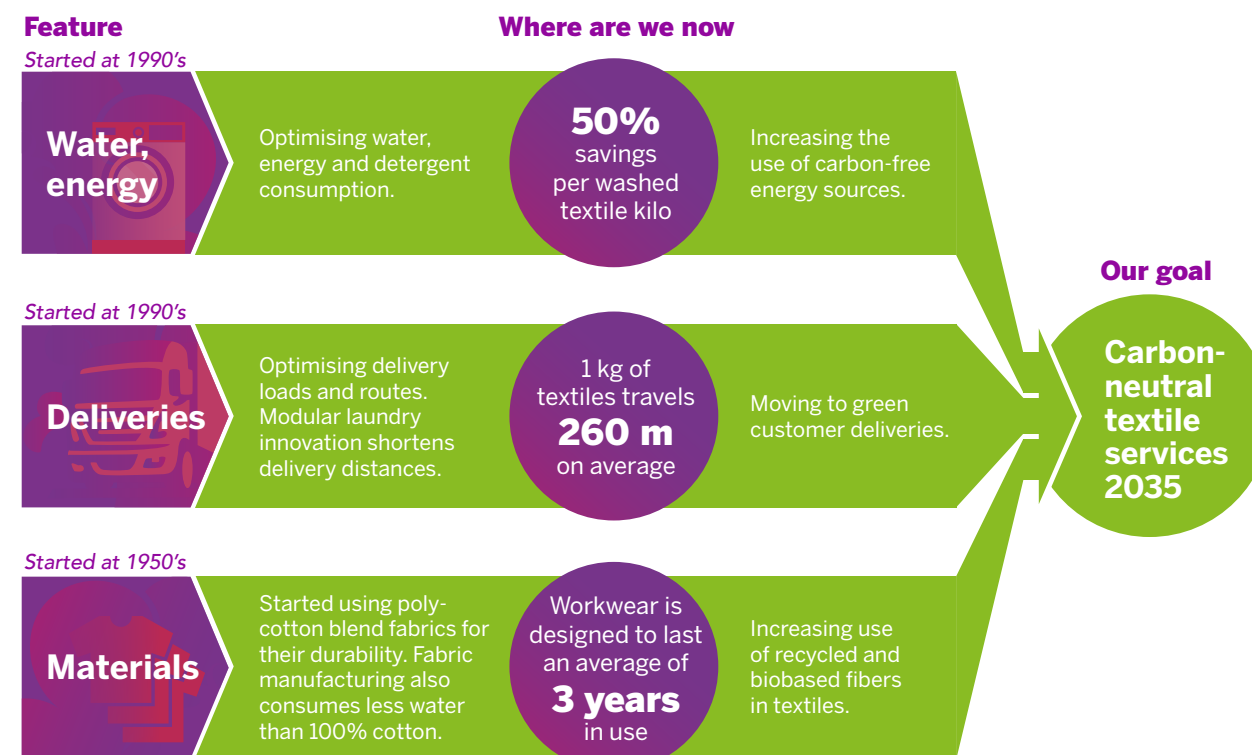 Feature
Where are we now
Started at 1990's
Water,
energy
Optimising water,
energy and detergent
consumption.
50%
savings
per washed
textile kilo
Increasing the
use of carbon-free
energy sources.
Started at 1990's
Deliveries
Optimising delivery
loads and routes.
Modular laundry
innovation shortens
delivery distances.
1 kg of
textiles travels
260 m
on average
Moving to green
customer deliveries.
Started at 1950's
Materials
Started using poly-
cotton blend fabrics for
their durability. Fabric
manufacturing also
consumes less water
than 100% cotton.
Workwear is
designed to last
an average of
3 years
in use
Increasing use
of recycled and
biobased fibers
in textiles.
Our goal
Carbon-
neutral
textile
services
2035